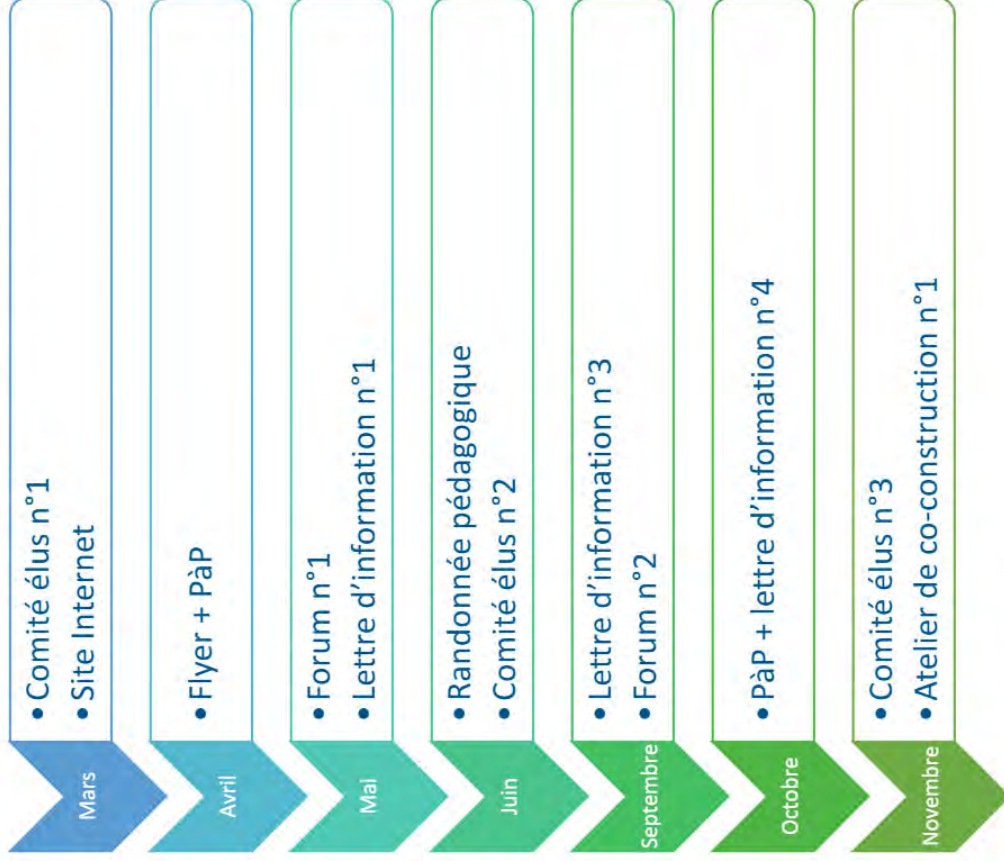 Mars
• Comité élus n°1
• Site Internet
Avril
• Flyer + PàP
Mai
• Forum n°1
• Lettre d'information n°1
Juin
• Randonnée pédagogique
• Comité élus n°2
Septembre
• Lettre d'information n°3
• Forum n°2
Octobre
• PàP + lettre d'information n°4
Novembre
• Comité élus n°3
• Atelier de co-construction n°1